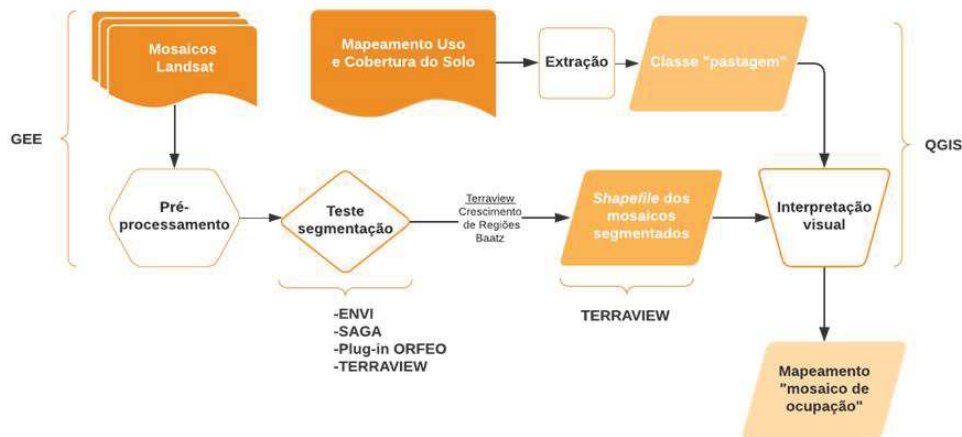 Mosaicos
Landsat
Mapeamento Uso
e Cobertura do Solo
Extração
Classe "pastagem"
GEE
QGIS
Pré-
processamento
Teste
segmentação
Terraview
Crescimento
de Regiões
Baatz
Shapefile dos
mosaicos
segmentados
Interpretação
visual
-ENVI
-SAGA
-Plug-in ORFEO
-TERRAVIEW
TERRAVIEW
Mapeamento
"mosaico de
ocupação"